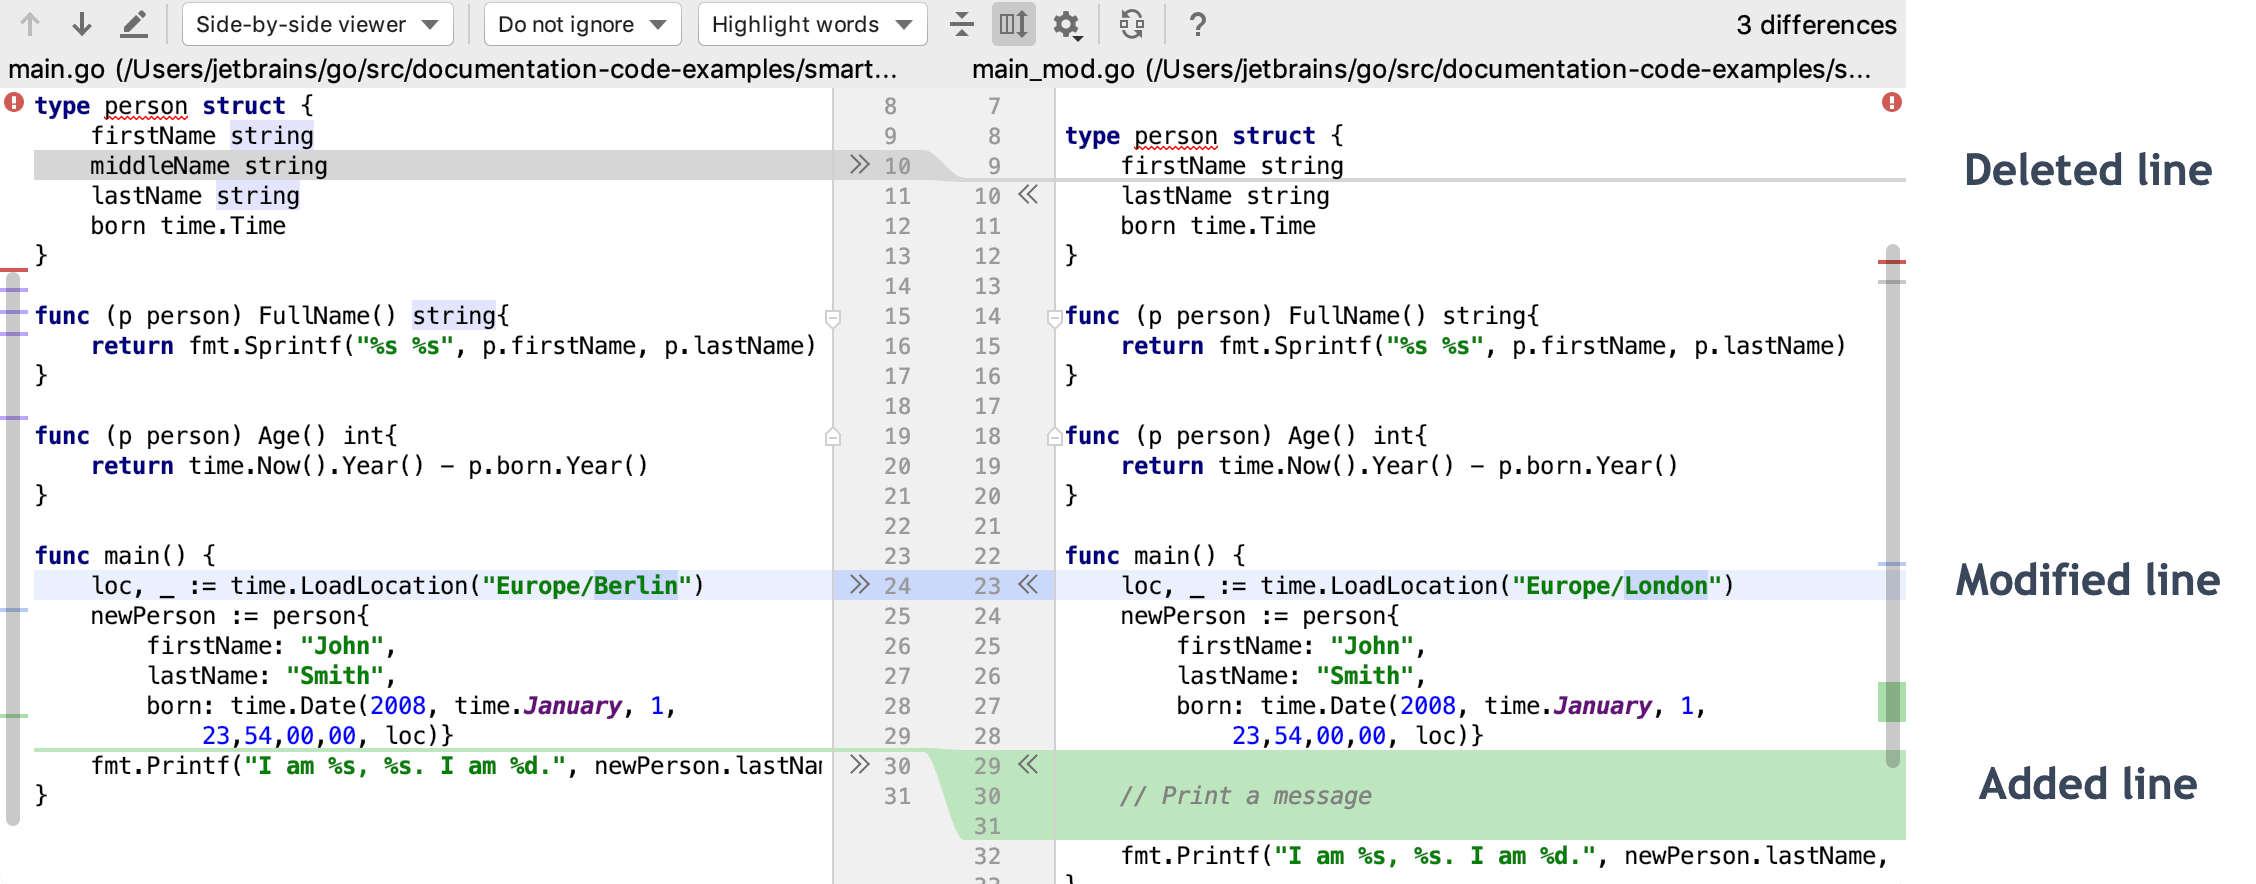 Side-by-side viewer Do not ignore Highlight words ? 3 differences
main.go (/Users/jetbrains/go/src/documentation-code-examples/smart...
type person struct { 8
firstName string 9
middleName string 10
lastName string 11
born time.Time 12
} 13
14
func (p person) FullName() string{ 15
return fmt.Sprintf("%s %s", p.firstName, p.lastName) 16
} 17
18
func (p person) Age() int{ 19
return time.Now().Year() - p.born.Year() 20
} 21
22
func main() { 23
loc, _ := time.LoadLocation("Europe/Berlin") 24
newPerson := person{ 25
firstName: "John", 26
lastName: "Smith", 27
born: time.Date(2008, time.January, 1, 28
23,54,00,00, loc)} 29
fmt.Printf("I am %s, %s. I am %d.", newPerson.lastNa 30
} 31
main_mod.go (/Users/jetbrains/go/src/documentation-code-examples/s...
7
8 type person struct {
9 firstName string
10 lastName string
11 born time.Time
12 }
13
14 func (p person) FullName() string{
15 return fmt.Sprintf("%s %s", p.firstName, p.lastName)
16 }
17
18 func (p person) Age() int{
19 return time.Now().Year() - p.born.Year()
20 }
21
22 func main() {
23 loc, _ := time.LoadLocation("Europe/London")
24 newPerson := person{
25 firstName: "John",
26 lastName: "Smith",
27 born: time.Date(2008, time.January, 1,
28 23,54,00,00, loc)}
29
30 // Print a message
31
32 fmt.Printf("I am %s, %s. I am %d.", newPerson.lastName,
Deleted line
Modified line
Added line